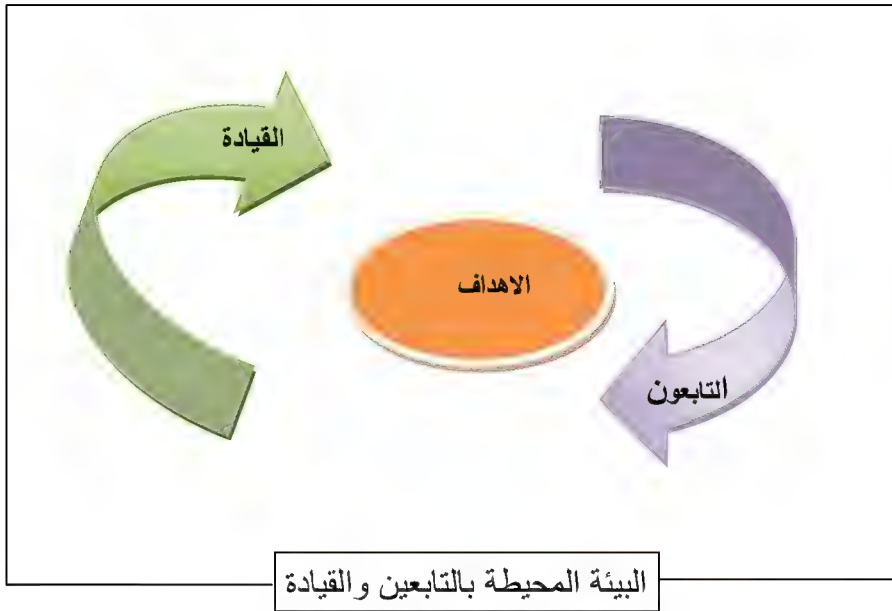 القيادة
الاهداف
التابعون
البيئة المحيطة بالتابعين والقيادة